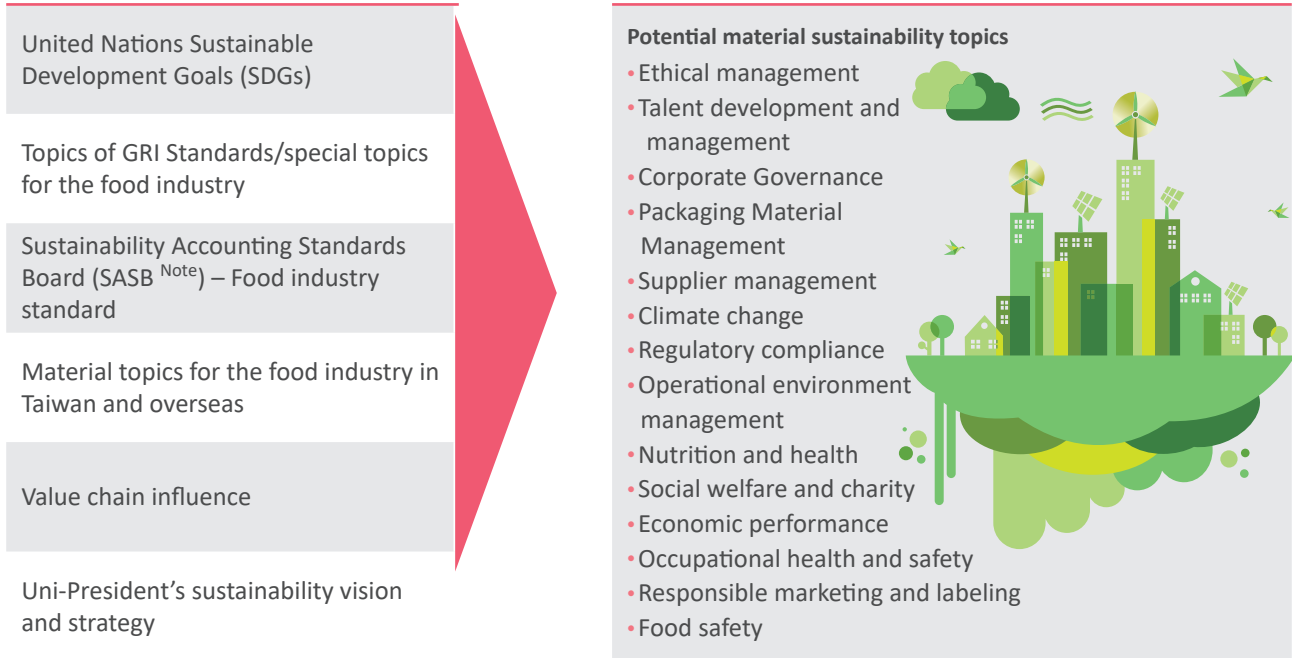 United Nations Sustainable
Development Goals (SDGs)
Topics of GRI Standards/special topics
for the food industry
Sustainability Accounting Standards
Board (SASB Note) – Food industry
standard
Material topics for the food industry in
Taiwan and overseas
Value chain influence
Uni-President’s sustainability vision
and strategy
Potential material sustainability topics
•Ethical management
•Talent development and
management
•Corporate Governance
•Packaging Material
Management
•Supplier management
•Climate change
•Regulatory compliance
•Operational environment
management
•Nutrition and health
•Social welfare and charity
•Economic performance
•Occupational health and safety
•Responsible marketing and labeling
•Food safety